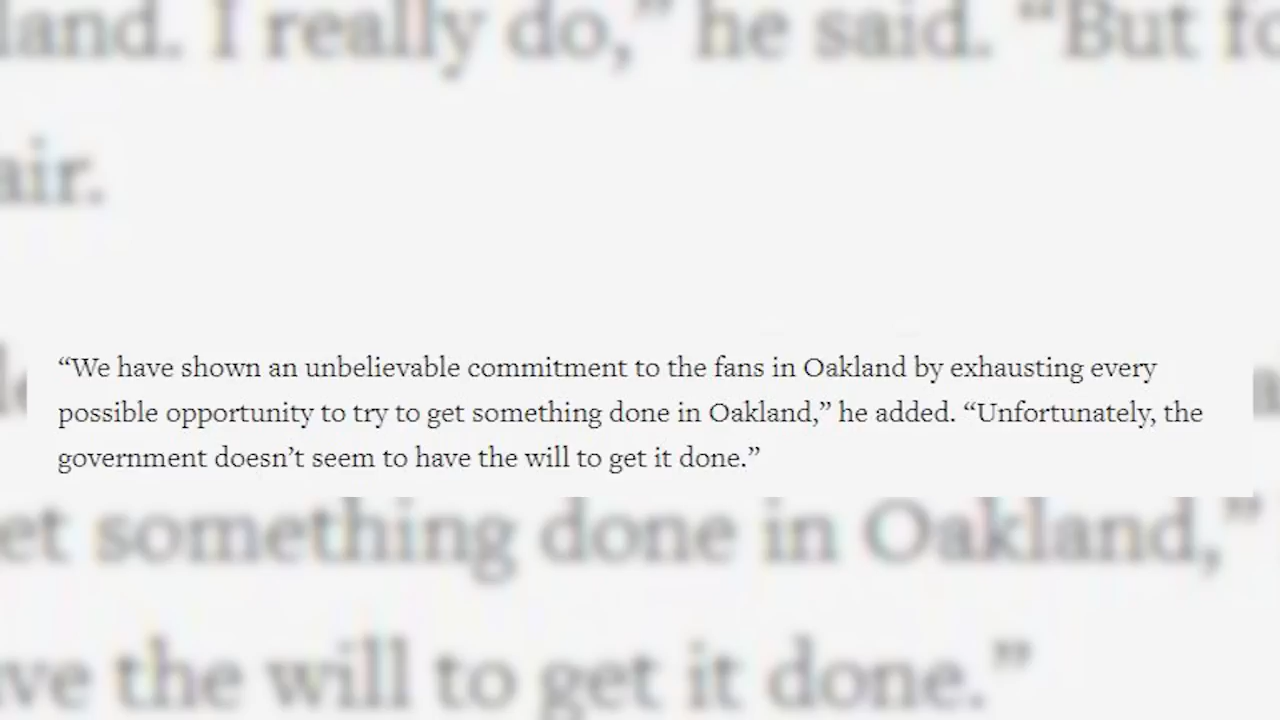 land. I really do,” he said. “But fo
air.
“We have shown an unbelievable commitment to the fans in Oakland by exhausting every
possible opportunity to try to get something done in Oakland,” he added. “Unfortunately, the
government doesn’t seem to have the will to get it done.”
et something done in Oakland,”
ve the will to get it done.”